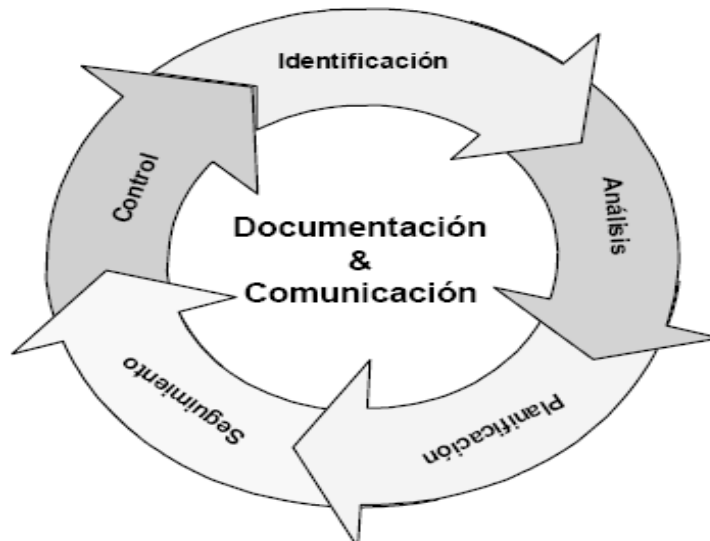 Identificación
Análisis
Planificación
Seguimiento
Control
Documentación
&
Comunicación